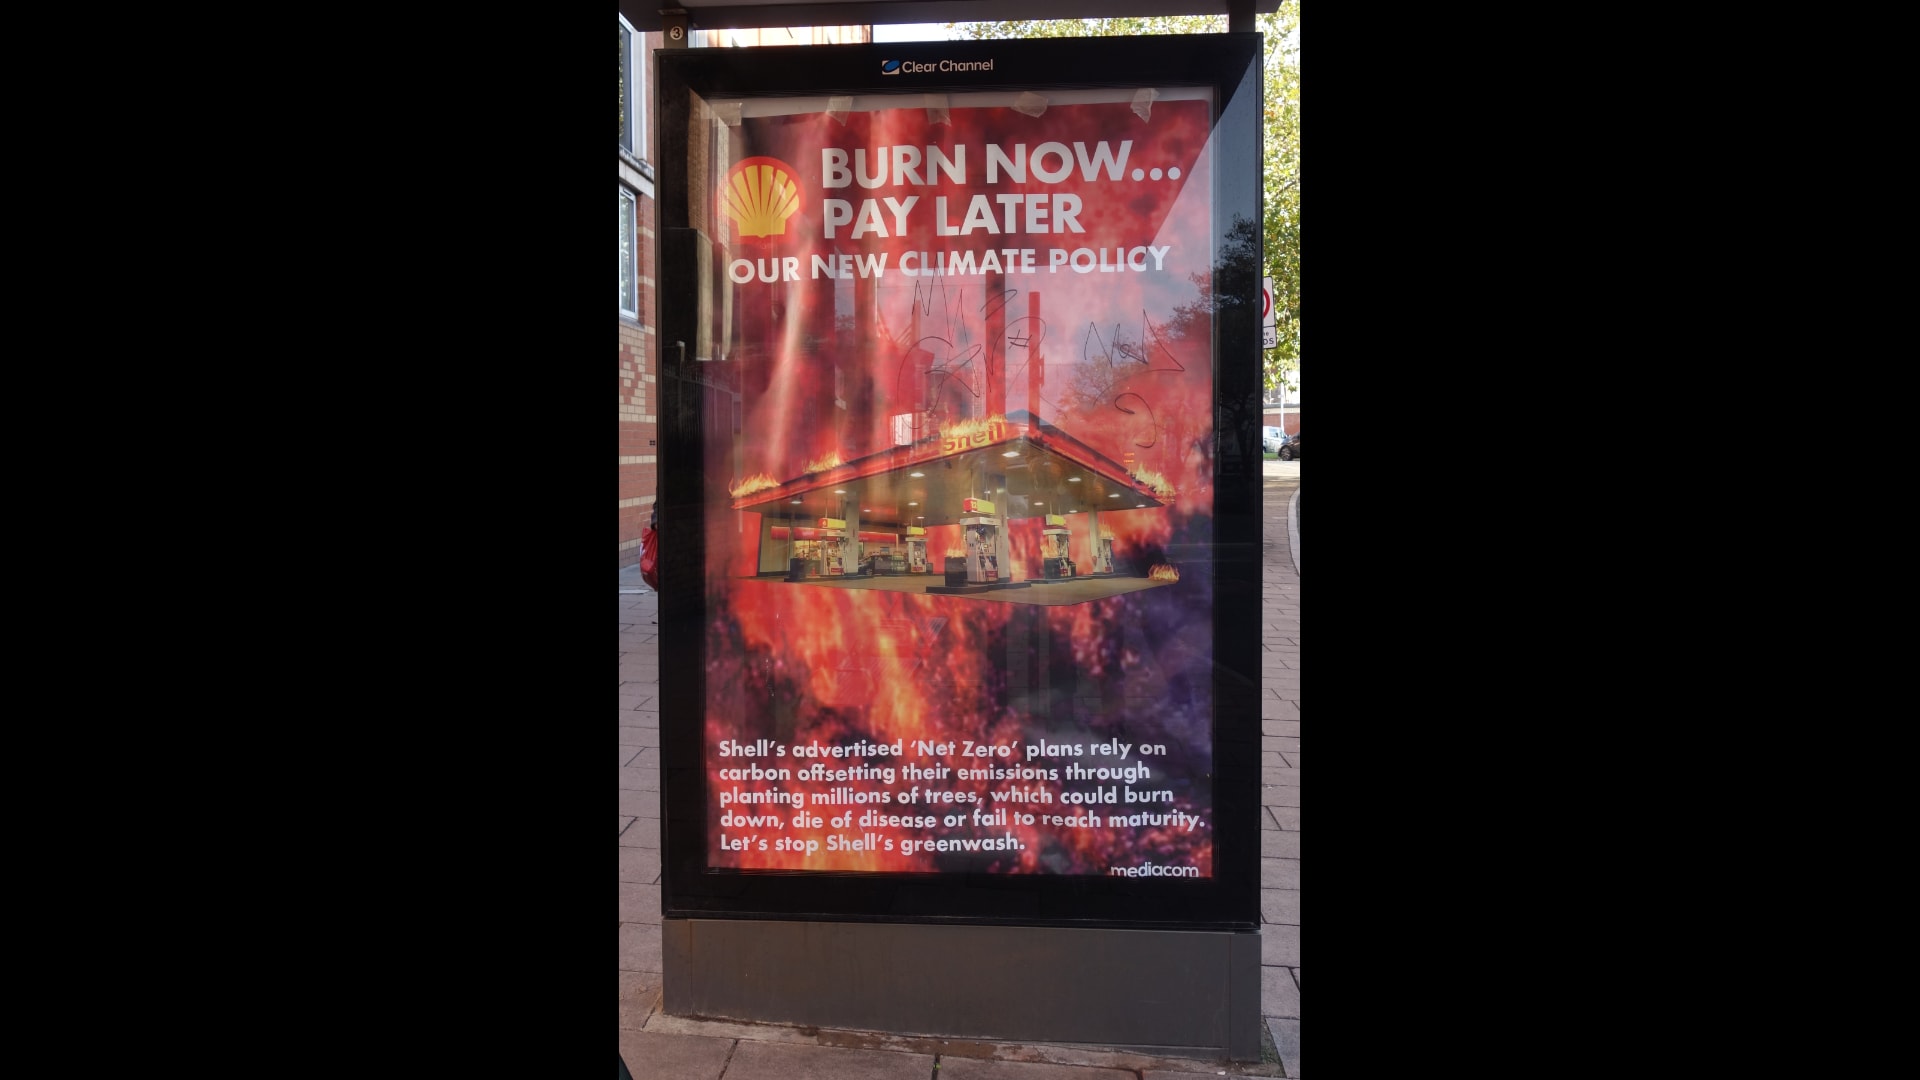 3
Clear Channel
BURN NOW...
PAY LATER
OUR NEW CLIMATE POLICY
Shell
Shell's advertised 'Net Zero' plans rely on
carbon offsetting their emissions through
planting millions of trees, which could burn
down, die of disease or fail to reach maturity.
Let's stop Shell's greenwash.
mediacom